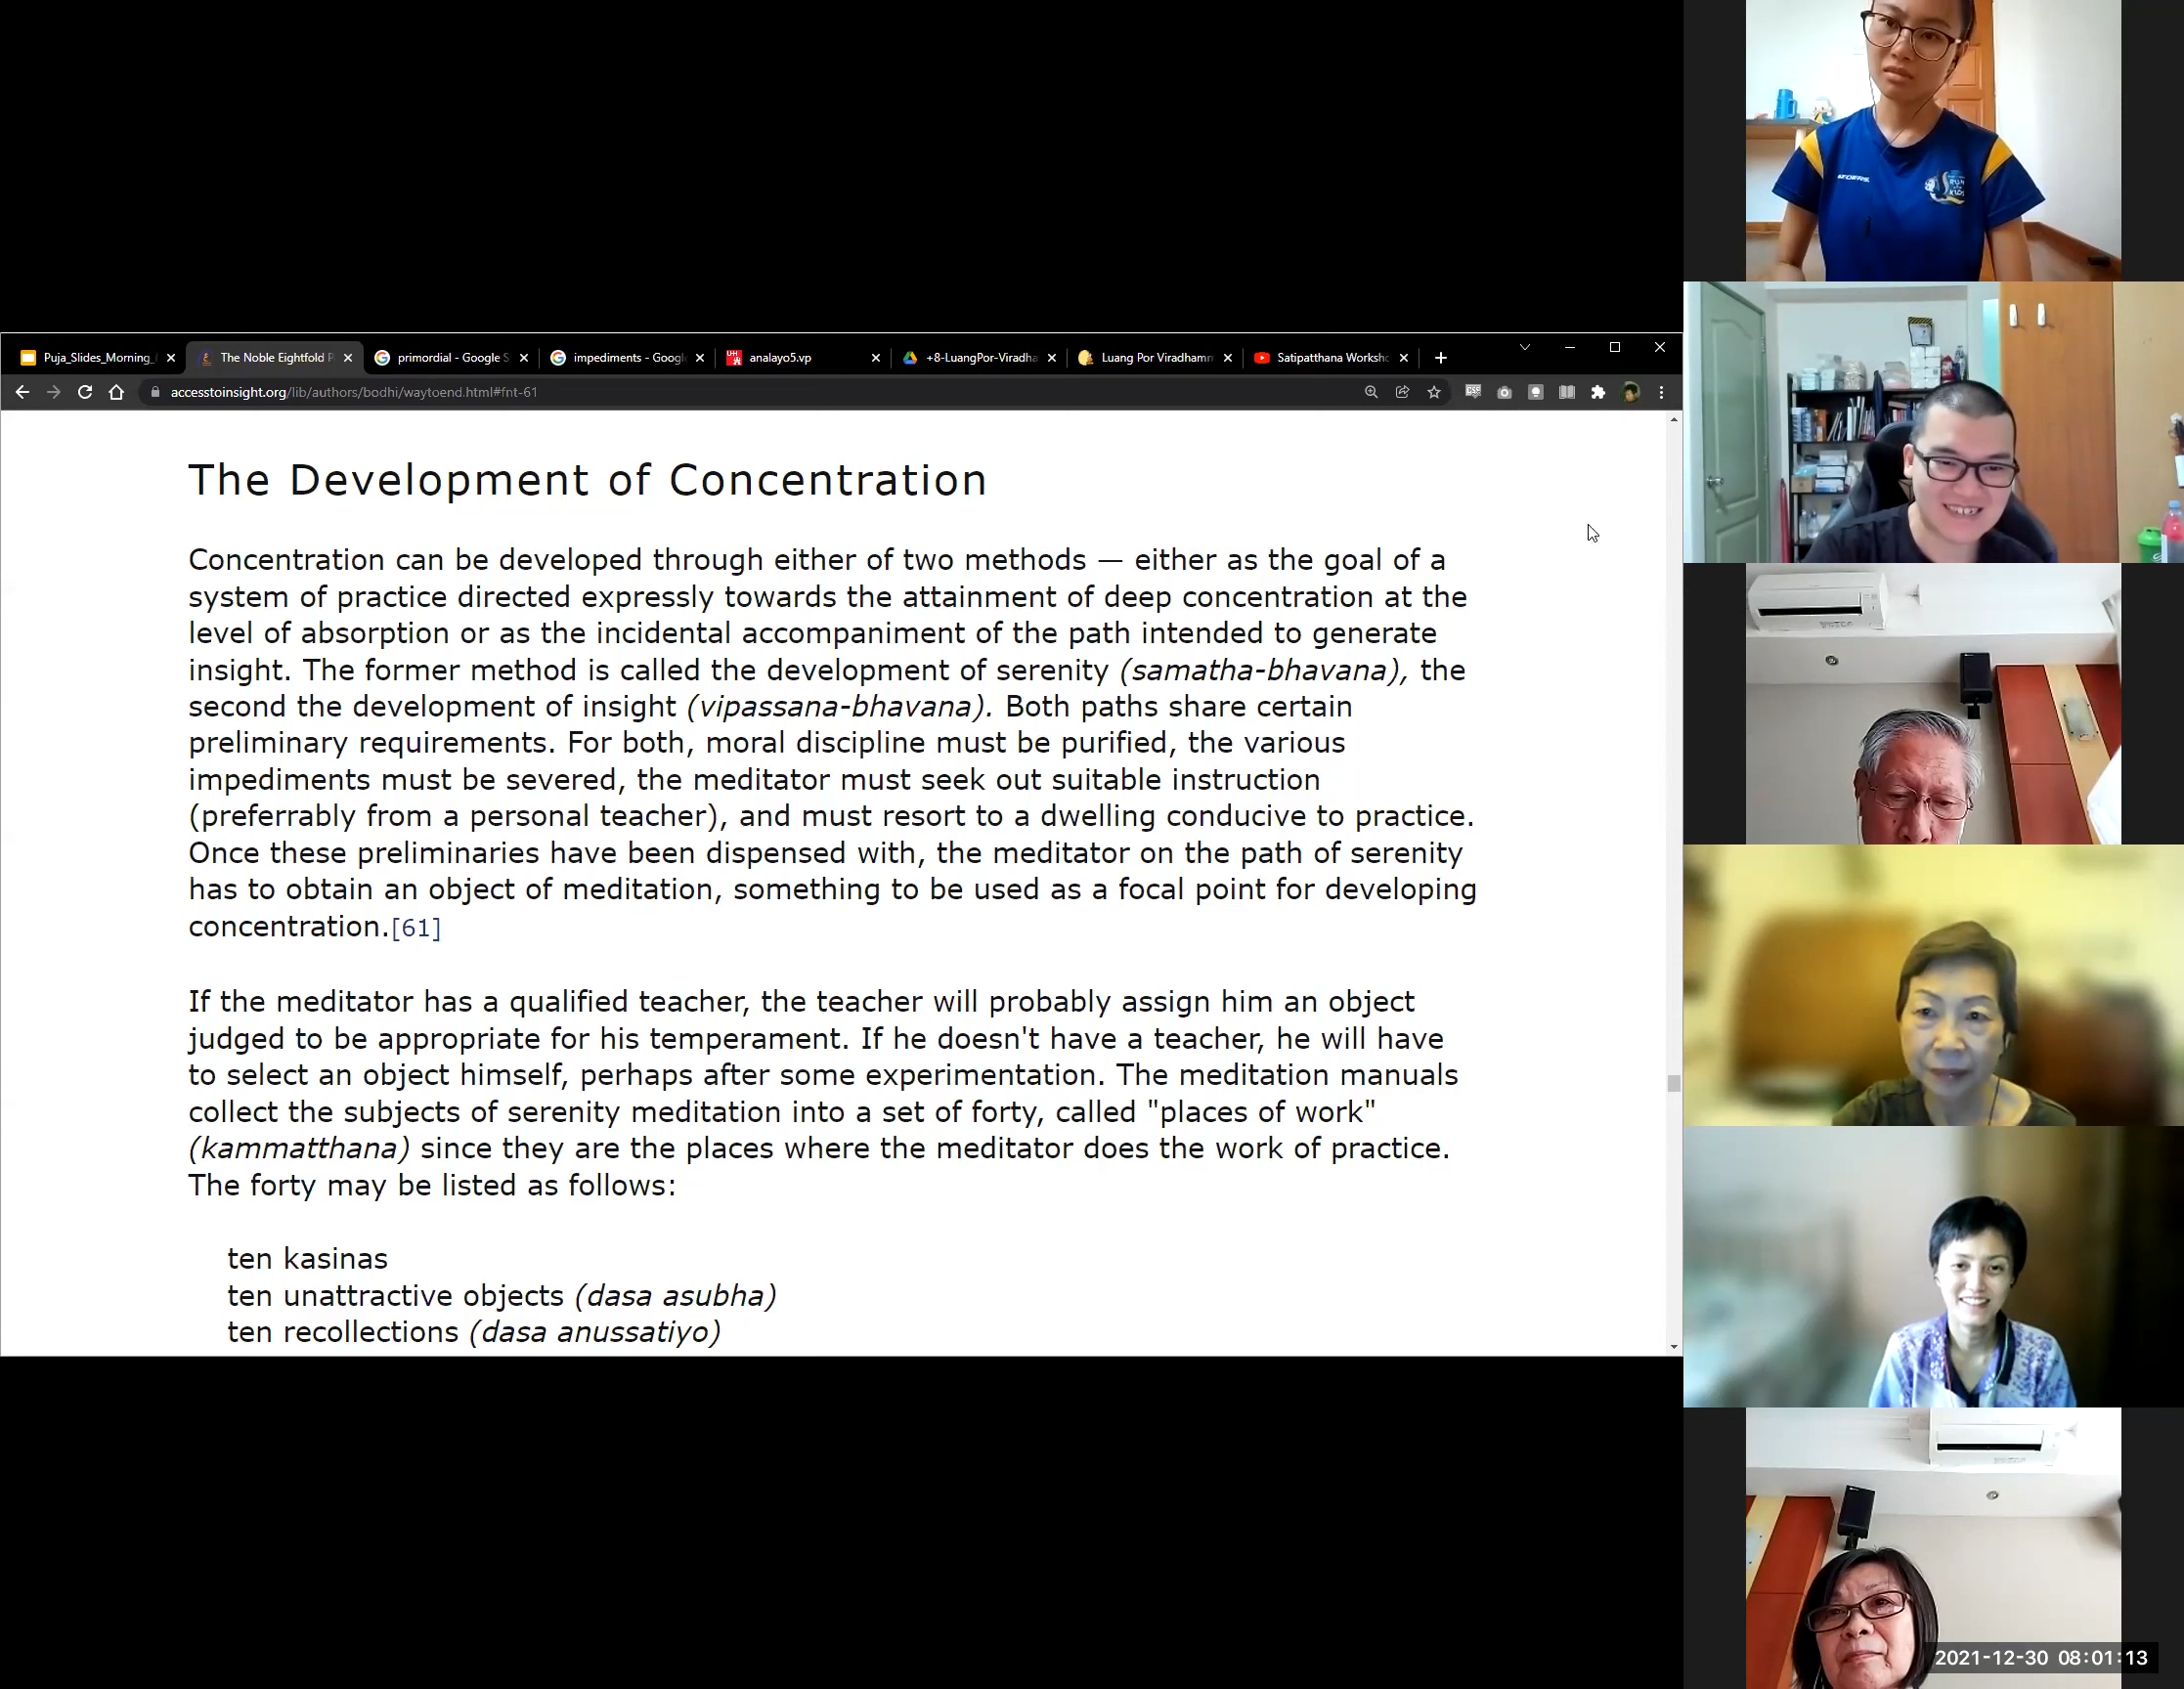 Puja_Slides_Morning_
The Noble Eightfold P
primordial - Google S
impediments - Googl
analayo5.vp
+8-LuangPor-Viradha
Luang Por Viradhamm
Satipatthana Worksho
accesstoinsight.org/lib/authors/bodhi/waytoend.html#fnt-61
The Development of Concentration
Concentration can be developed through either of two methods — either as the goal of a
system of practice directed expressly towards the attainment of deep concentration at the
level of absorption or as the incidental accompaniment of the path intended to generate
insight. The former method is called the development of serenity (samatha-bhavana), the
second the development of insight (vipassana-bhavana). Both paths share certain
preliminary requirements. For both, moral discipline must be purified, the various
impediments must be severed, the meditator must seek out suitable instruction
(preferrably from a personal teacher), and must resort to a dwelling conducive to practice.
Once these preliminaries have been dispensed with, the meditator on the path of serenity
has to obtain an object of meditation, something to be used as a focal point for developing
concentration.[61]
If the meditator has a qualified teacher, the teacher will probably assign him an object
judged to be appropriate for his temperament. If he doesn't have a teacher, he will have
to select an object himself, perhaps after some experimentation. The meditation manuals
collect the subjects of serenity meditation into a set of forty, called "places of work"
(kammatthana) since they are the places where the meditator does the work of practice.
The forty may be listed as follows:
ten kasinas
ten unattractive objects (dasa asubha)
ten recollections (dasa anussatiyo)
2021-12-30 08:01:13